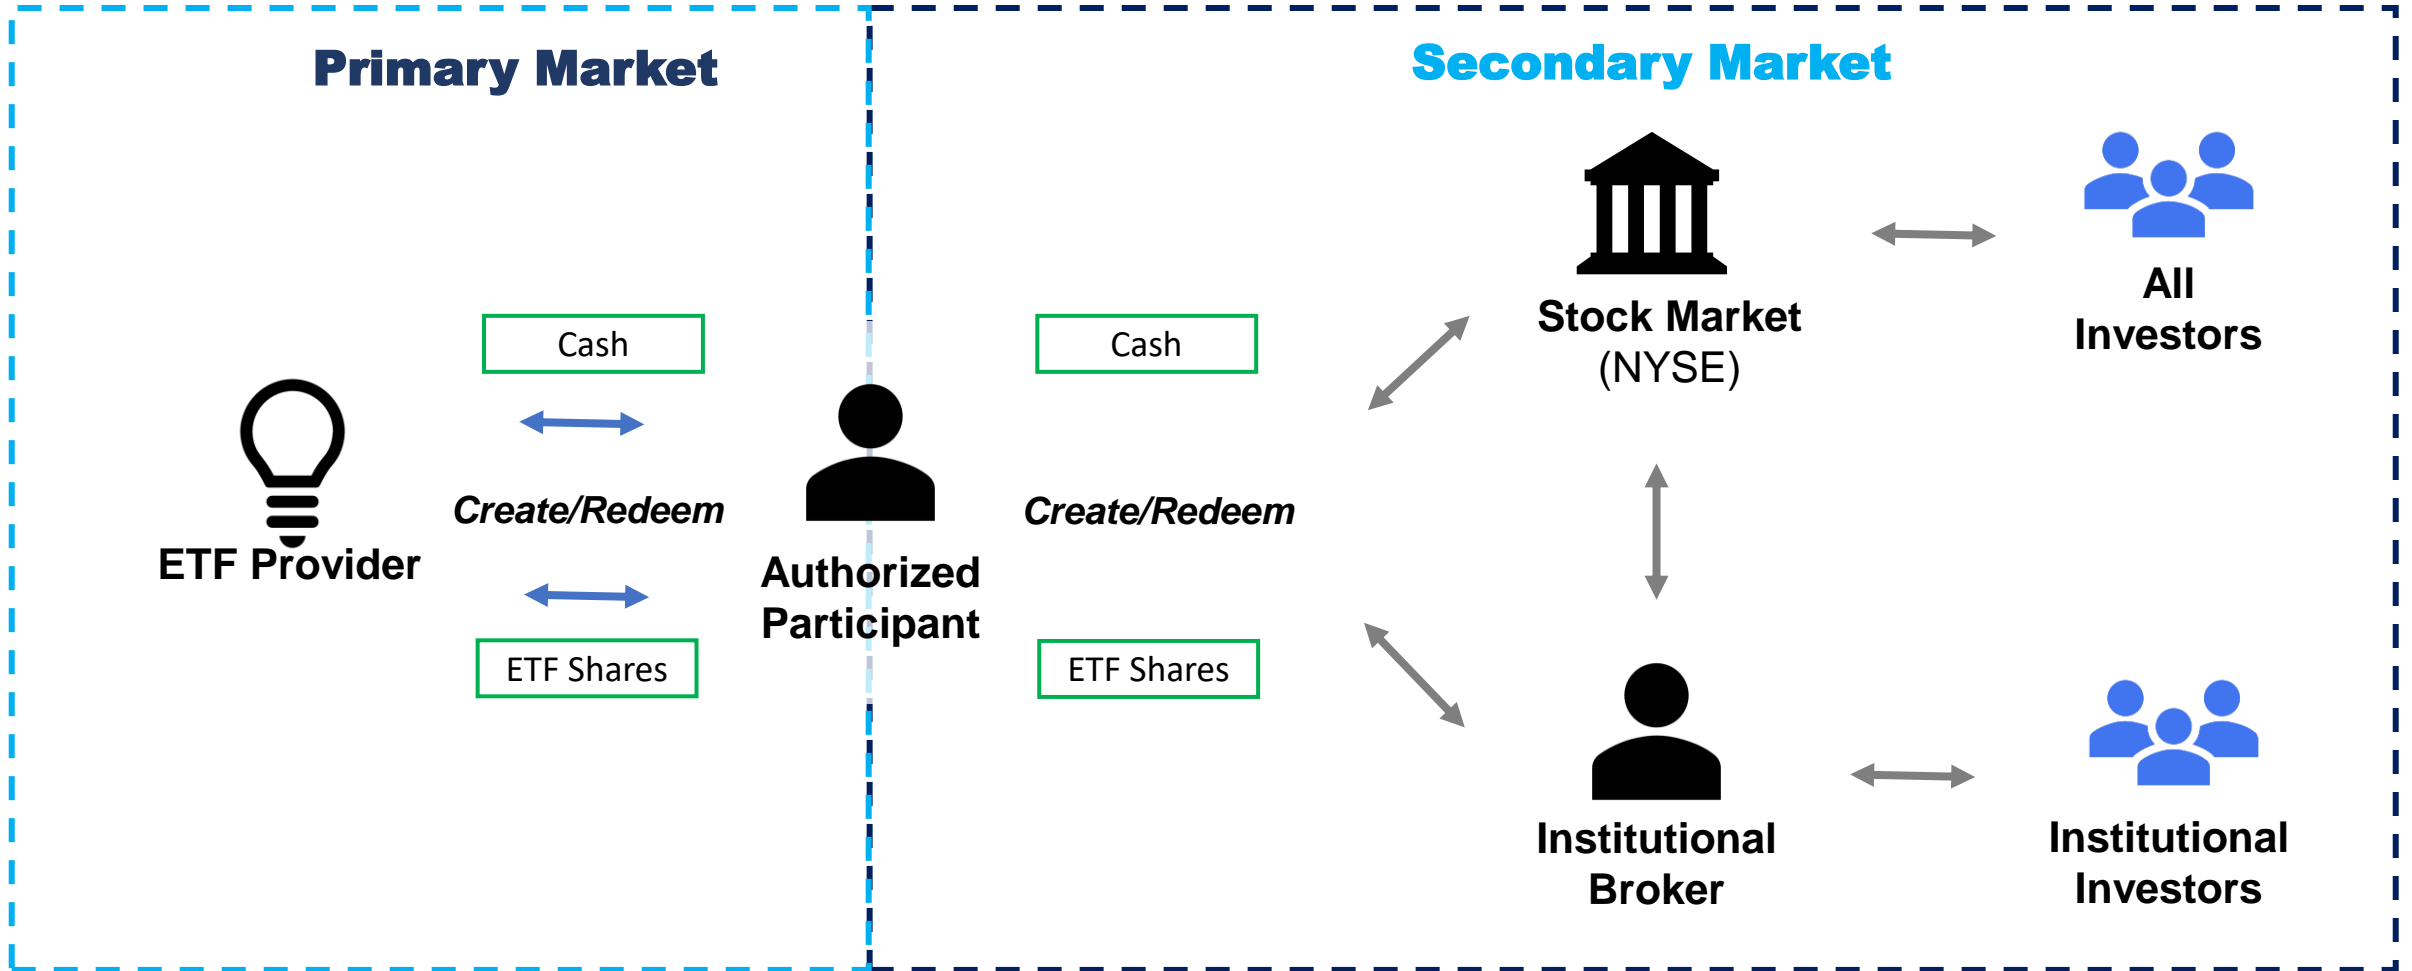 Primary Market
Secondary Market
Cash
Create/Redeem
ETF Shares
ETF Provider
Authorized
Participant
Cash
Create/Redeem
ETF Shares
Stock Market
(NYSE)
All
Investors
Institutional
Broker
Institutional
Investors